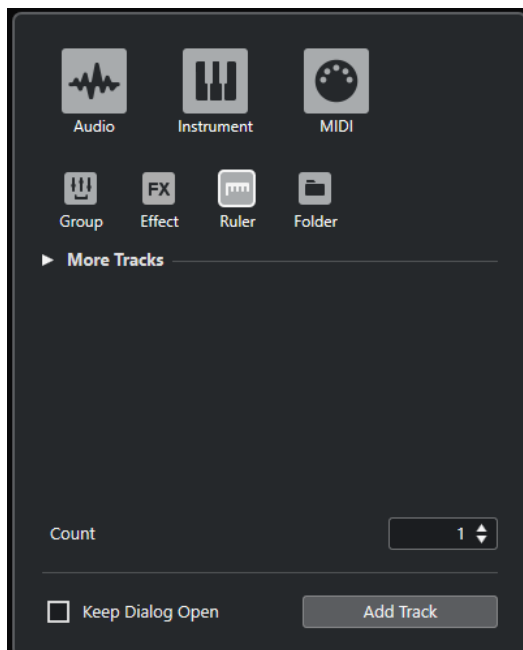 Audio Instrument MIDI
FX
Group Effect Ruler Folder
More Tracks
Count 1
Keep Dialog Open Add Track